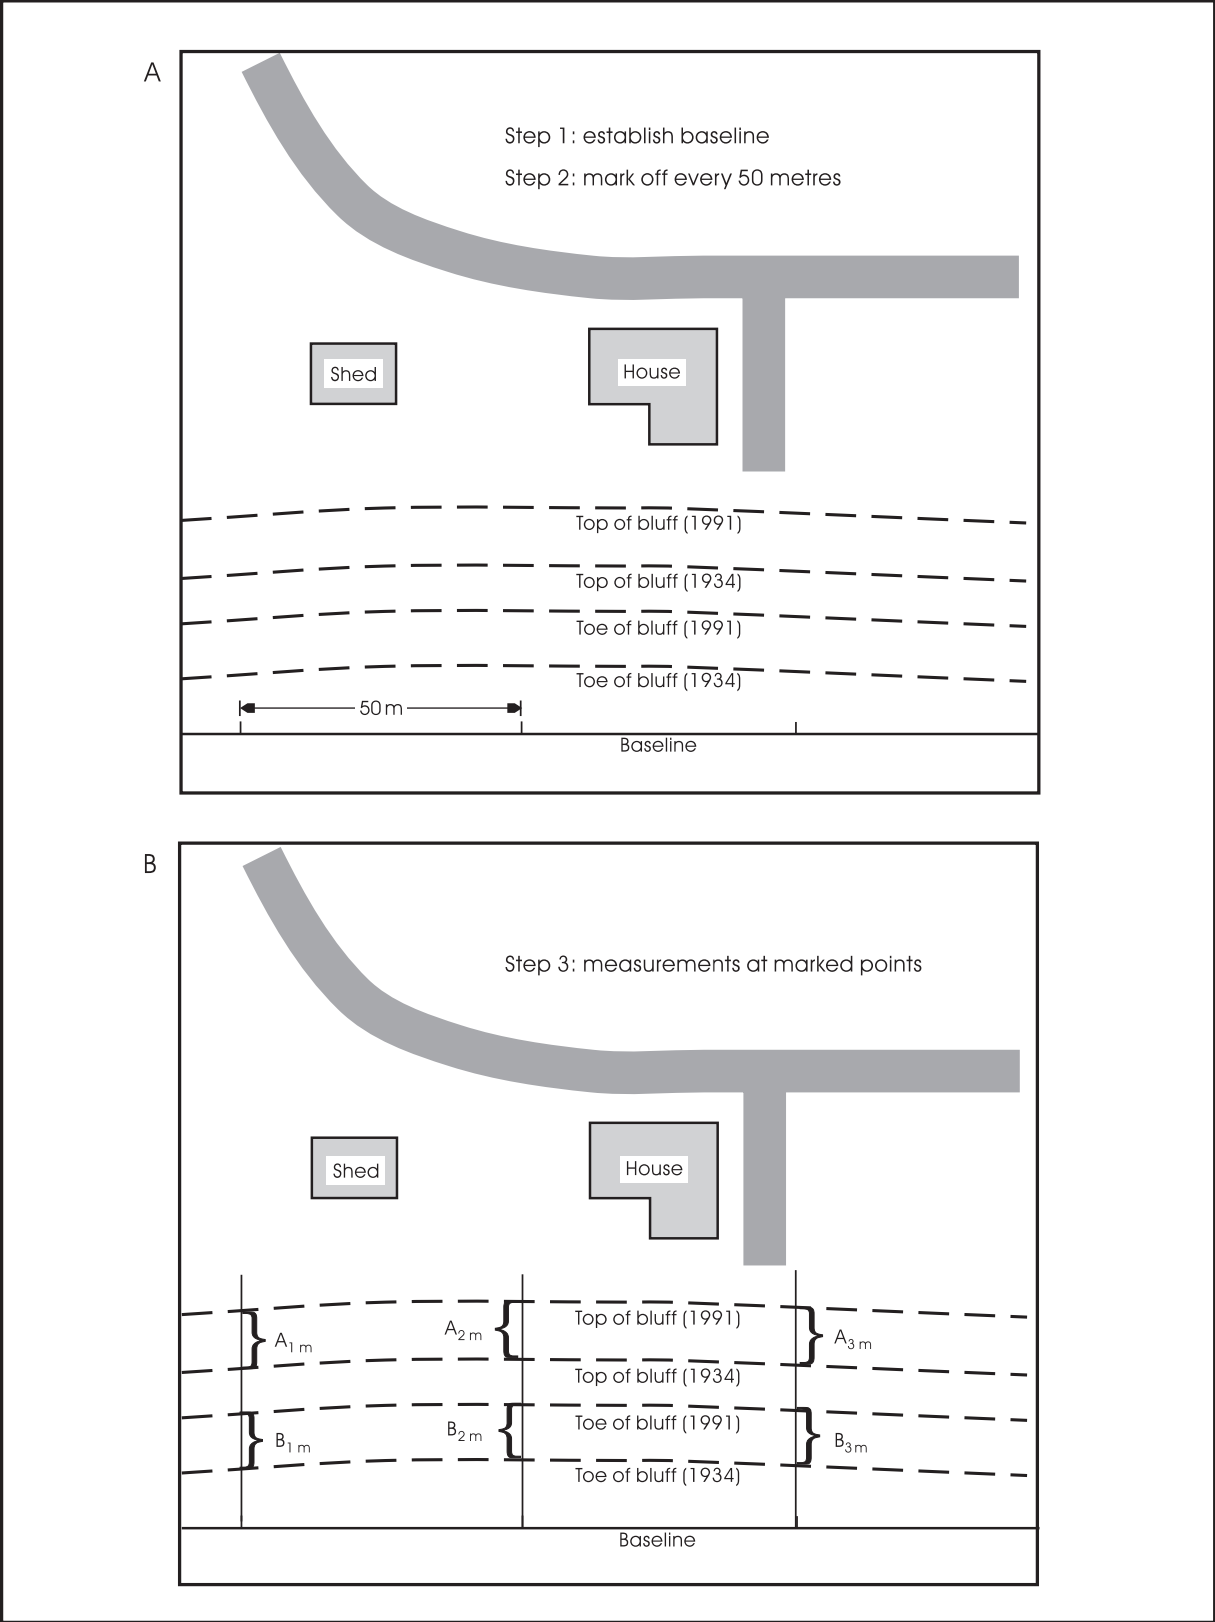 A
Step 1: establish baseline
Step 2: mark off every 50 metres
Shed
House
Top of bluff (1991)
Top of bluff (1934)
Toe of bluff (1991)
Toe of bluff (1934)
50 m
Baseline
B
Step 3: measurements at marked points
Shed
House
Top of bluff (1991)
A1 m
A2 m
A3 m
Top of bluff (1934)
Toe of bluff (1991)
B1 m
B2 m
B3 m
Toe of bluff (1934)
Baseline